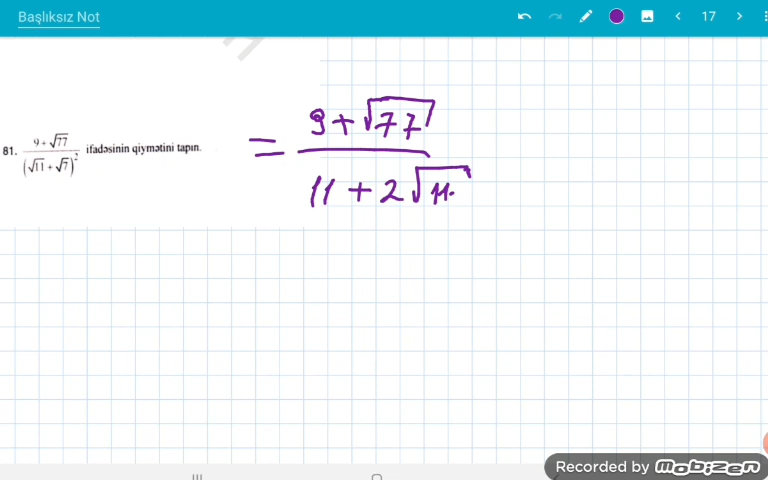 Başlıksız Not
17
81. 9+√77 / (√11+√7)² ifadəsinin qiymətini tapın.
= 9+√77 / 11+2√11·
Recorded by Mobizen